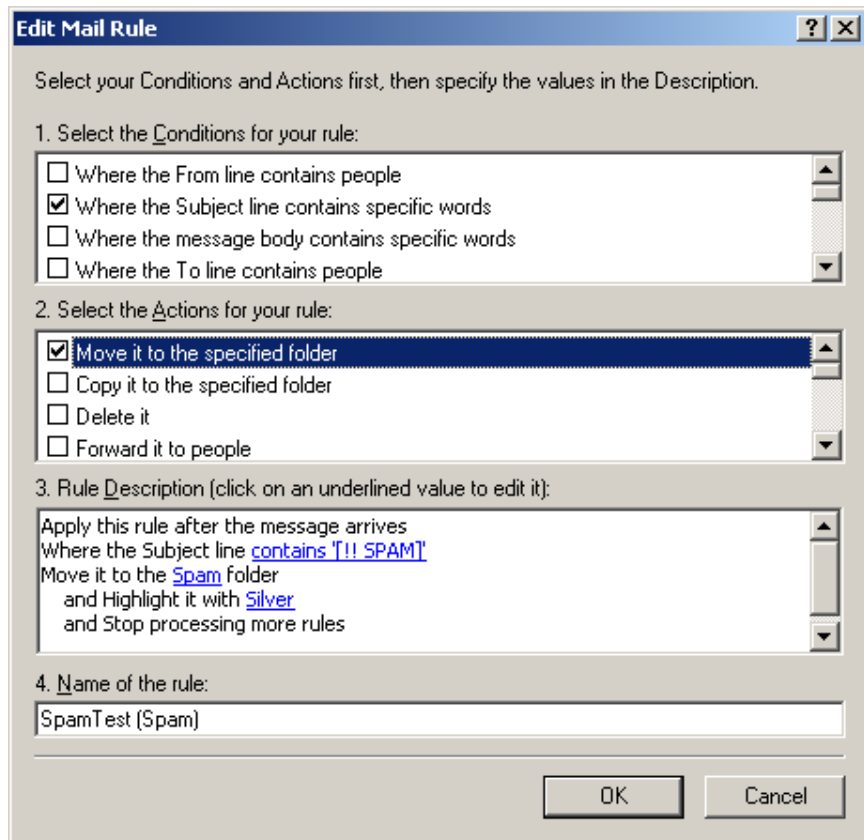 Edit Mail Rule
Select your Conditions and Actions first, then specify the values in the Description.
1. Select the Conditions for your rule:
Where the From line contains people
Where the Subject line contains specific words
Where the message body contains specific words
Where the To line contains people
2. Select the Actions for your rule:
Move it to the specified folder
Copy it to the specified folder
Delete it
Forward it to people
3. Rule Description (click on an underlined value to edit it):
Apply this rule after the message arrives
Where the Subject line contains '[!! SPAM]'
Move it to the Spam folder
and Highlight it with Silver
and Stop processing more rules
4. Name of the rule:
SpamTest (Spam)
OK Cancel